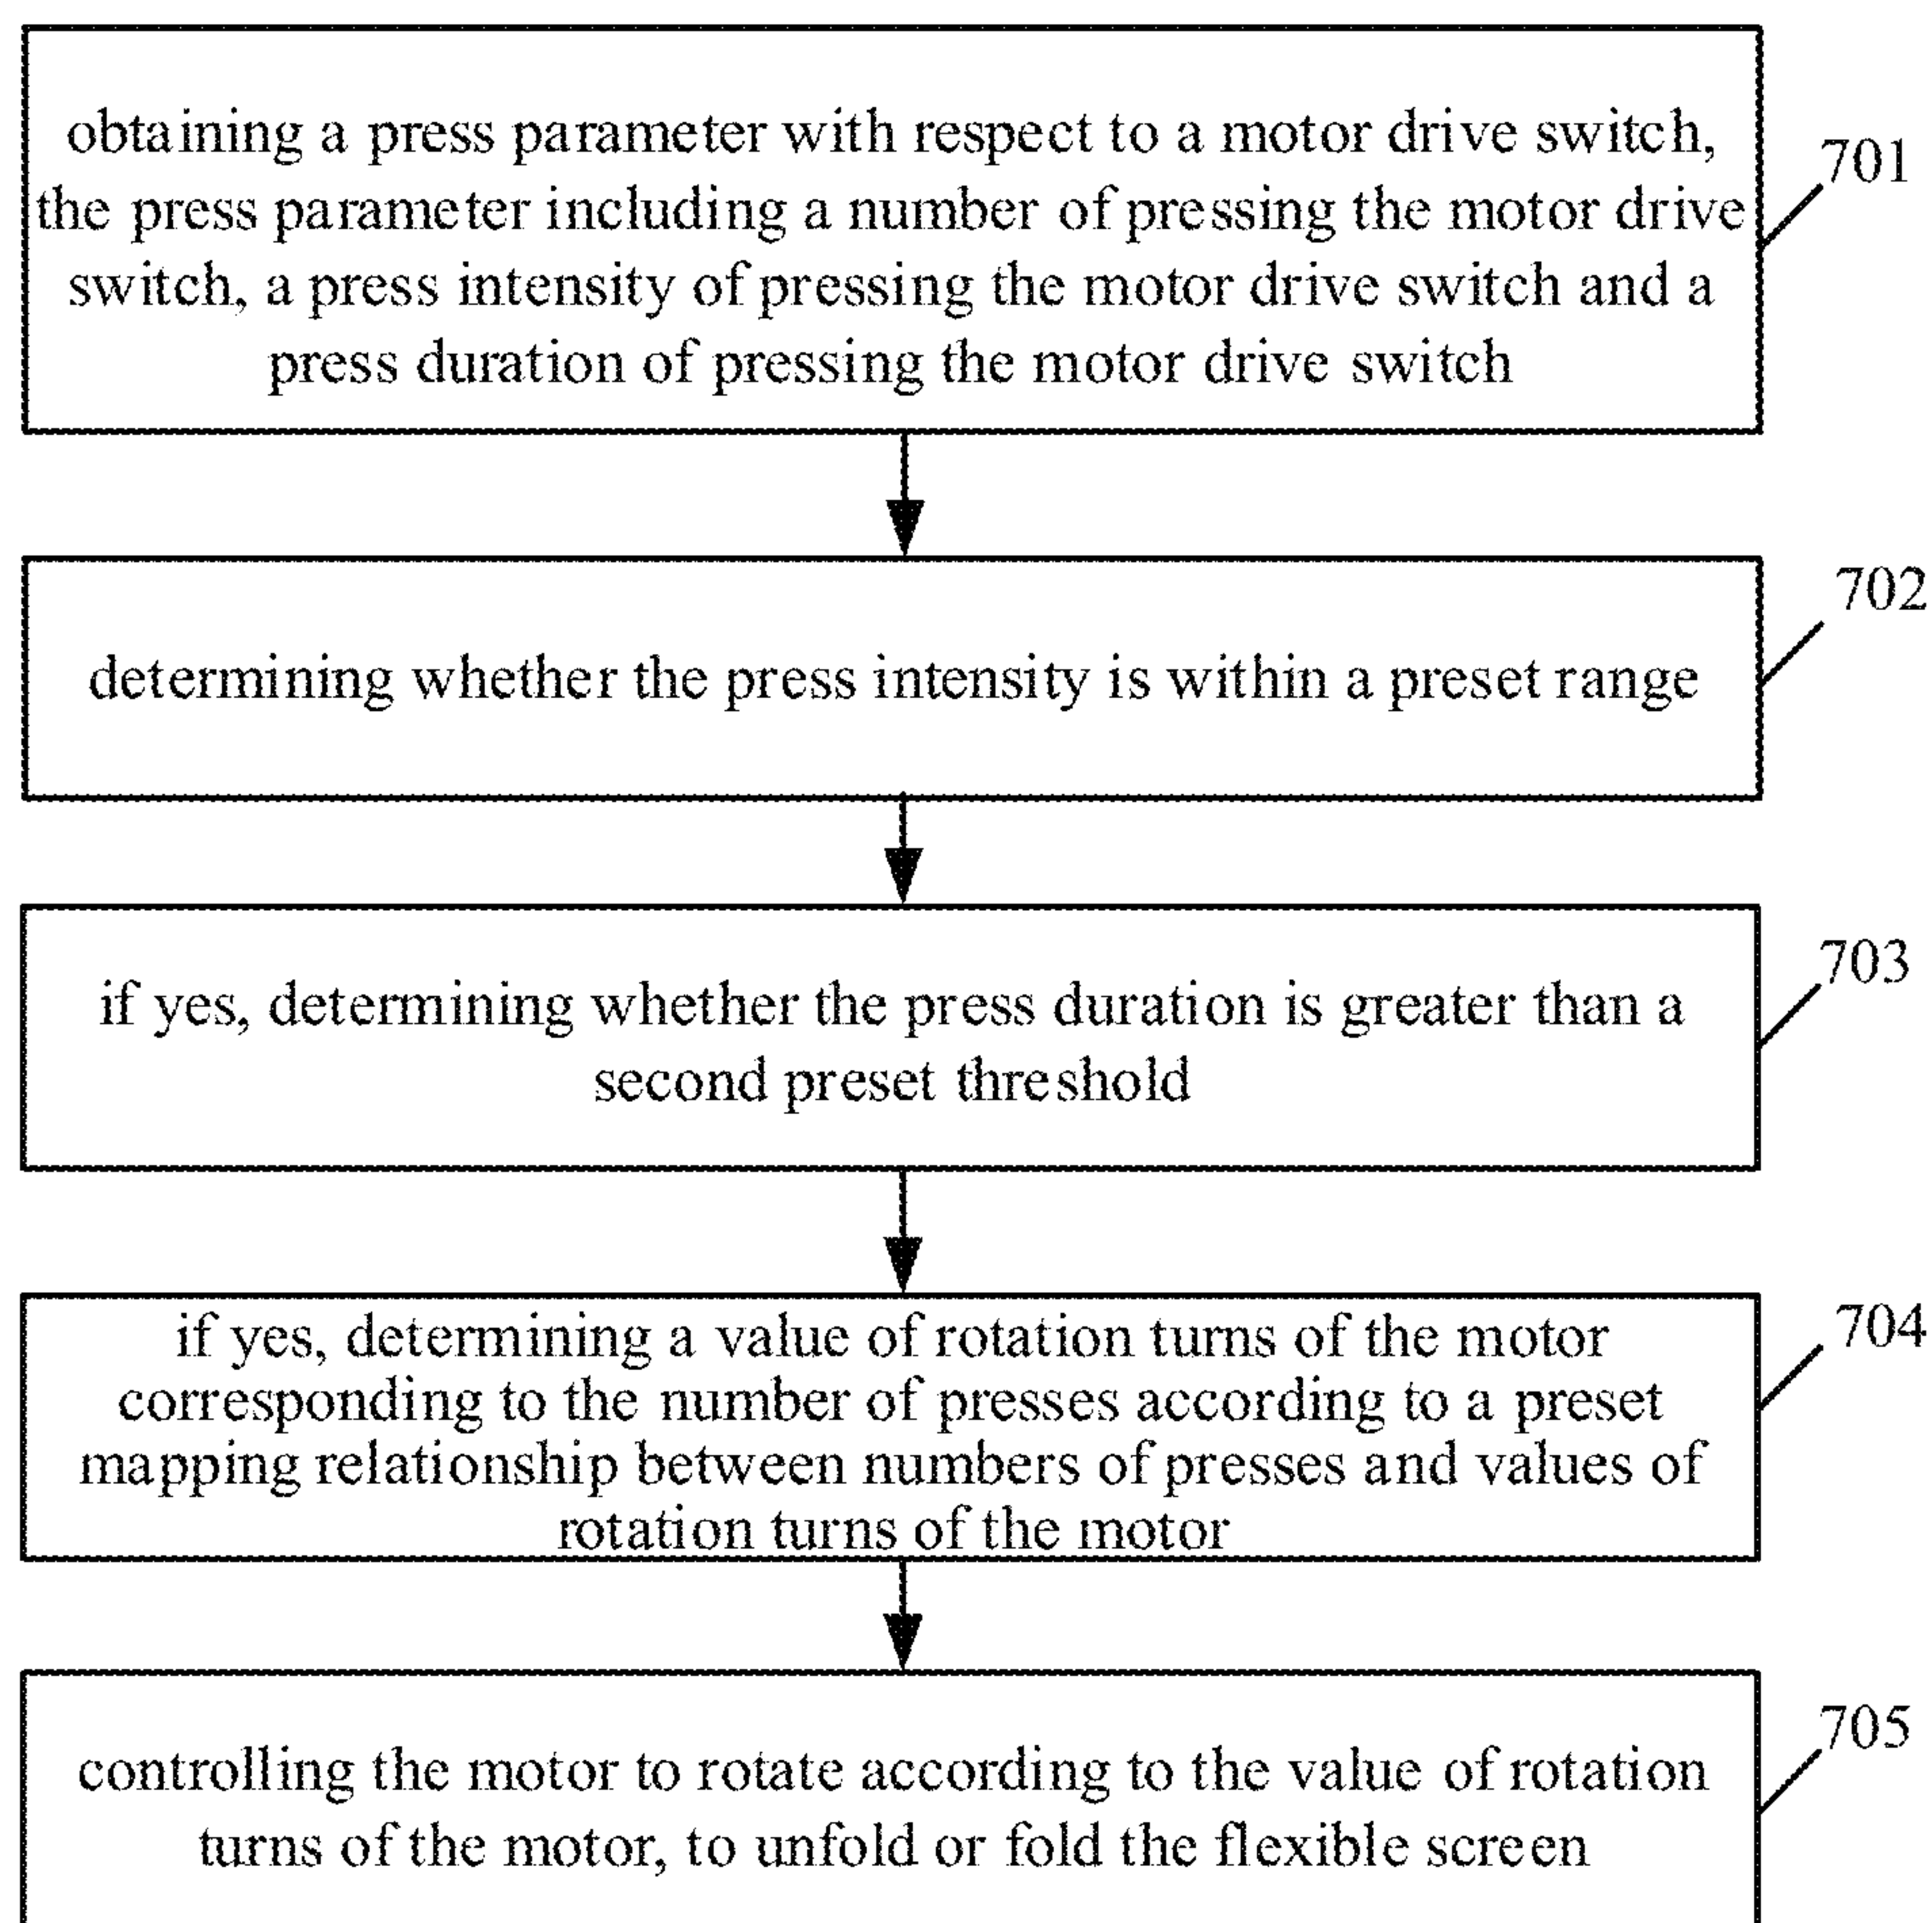 obtaining a press parameter with respect to a motor drive switch,
the press parameter including a number of pressing the motor drive
switch, a press intensity of pressing the motor drive switch and a
press duration of pressing the motor drive switch
701
determining whether the press intensity is within a preset range
702
if yes, determining whether the press duration is greater than a
second preset threshold
703
if yes, determining a value of rotation turns of the motor
corresponding to the number of presses according to a preset
mapping relationship between numbers of presses and values of
rotation turns of the motor
704
controlling the motor to rotate according to the value of rotation
turns of the motor, to unfold or fold the flexible screen
705